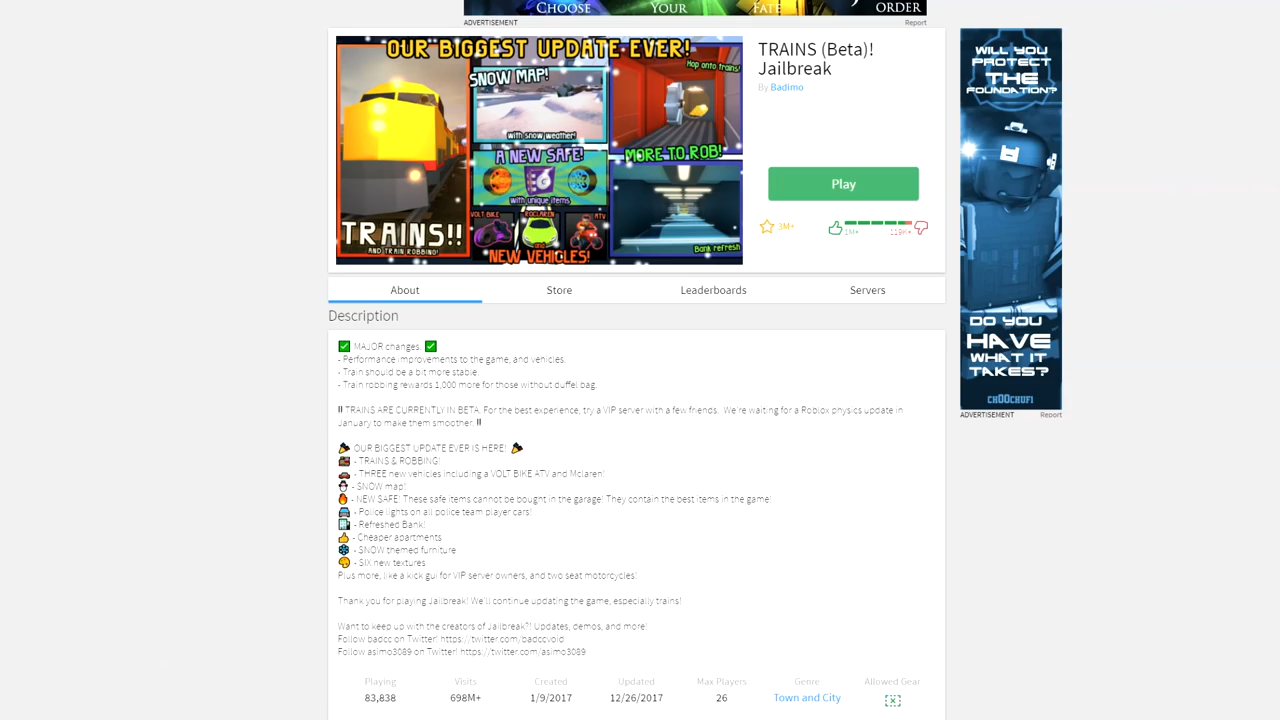 CHOOSE YOUR FATE ORDER
ADVERTISEMENT Report
OUR BIGGEST UPDATE EVER!
TRAINS!!
AND TRAIN ROBBING!
SNOW MAP!
with snow weather!
A NEW SAFE!
with unique items
VOLT BIKE ROCLAREN ATV
NEW VEHICLES!
Hop onto trains!
MORE TO ROB!
Bank refresh
TRAINS (Beta)!
Jailbreak
By Badimo
Play
3M+ 1M+ 119K+
WILL YOU
PROTECT
THE
FOUNDATION?
DO YOU
HAVE
WHAT IT
TAKES?
CH00CHUF1
ADVERTISEMENT Report
About Store Leaderboards Servers
Description
MAJOR changes:
- Performance improvements to the game, and vehicles.
- Train should be a bit more stable.
- Train robbing rewards 1,000 more for those without duffel bag.
‼ TRAINS ARE CURRENTLY IN BETA. For the best experience, try a VIP server with a few friends. We're waiting for a Roblox physics update in
January to make them smoother. ‼
OUR BIGGEST UPDATE EVER IS HERE!
- TRAINS & ROBBING!
- THREE new vehicles including a VOLT BIKE ATV and Mclaren!
- SNOW map!
- NEW SAFE! These safe items cannot be bought in the garage! They contain the best items in the game!
- Police lights on all police team player cars!
- Refreshed Bank!
- Cheaper apartments
- SNOW themed furniture
- SIX new textures
Plus more, like a kick gui for VIP server owners, and two seat motorcycles!
Thank you for playing Jailbreak! We'll continue updating the game, especially trains!
Want to keep up with the creators of Jailbreak?! Updates, demos, and more!
Follow badcc on Twitter! https://twitter.com/badccvoid
Follow asimo3089 on Twitter! https://twitter.com/asimo3089
Playing Visits Created Updated Max Players Genre Allowed Gear
83,838 698M+ 1/9/2017 12/26/2017 26 Town and City